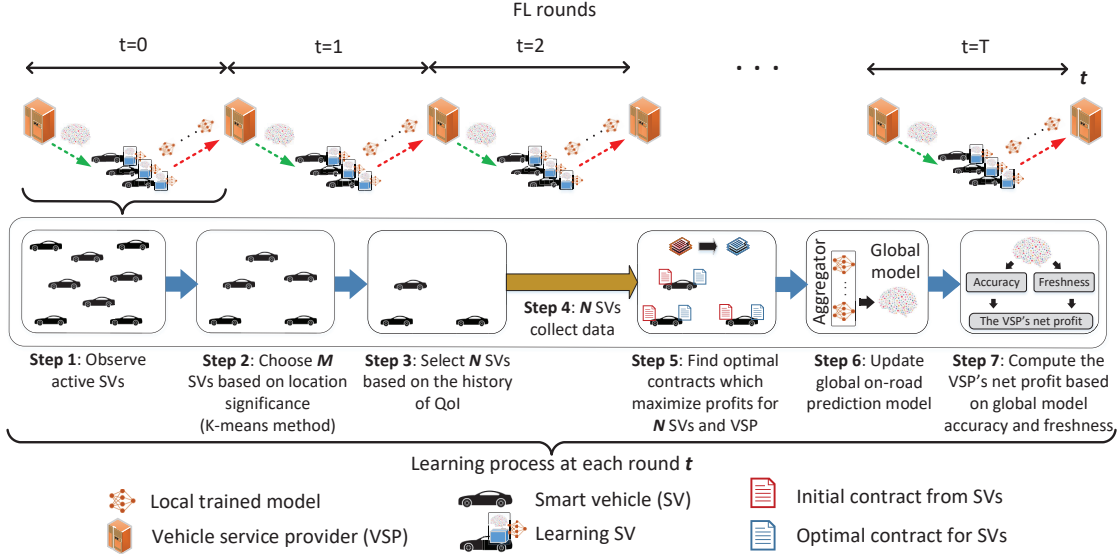 FL rounds
t=0
t=1
t=2
. . .
t=T
t
Step 1: Observe
active SVs
Step 2: Choose M
SVs based on location
significance
(K-means method)
Step 3: Select N SVs
based on the history
of QoI
Step 4: N SVs
collect data
Step 5: Find optimal
contracts which
maximize profits for
N SVs and VSP
Aggregator
Global
model
Step 6: Update
global on-road
prediction model
Accuracy
Freshness
The VSP's net profit
Step 7: Compute the
VSP's net profit based
on global model
accuracy and freshness
Learning process at each round t
Local trained model
Smart vehicle (SV)
Initial contract from SVs
Vehicle service provider (VSP)
Learning SV
Optimal contract for SVs